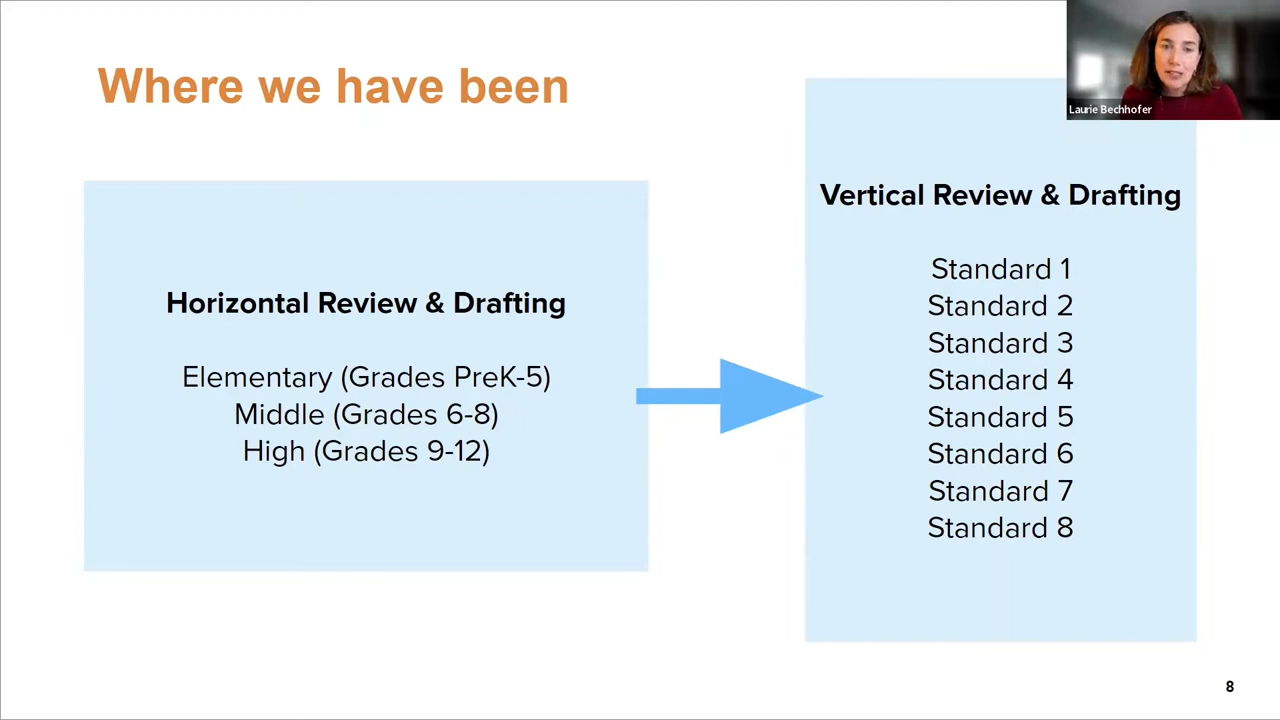 Where we have been
Laurie Bechhofer
Horizontal Review & Drafting
Elementary (Grades PreK-5)
Middle (Grades 6-8)
High (Grades 9-12)
Vertical Review & Drafting
Standard 1
Standard 2
Standard 3
Standard 4
Standard 5
Standard 6
Standard 7
Standard 8
8